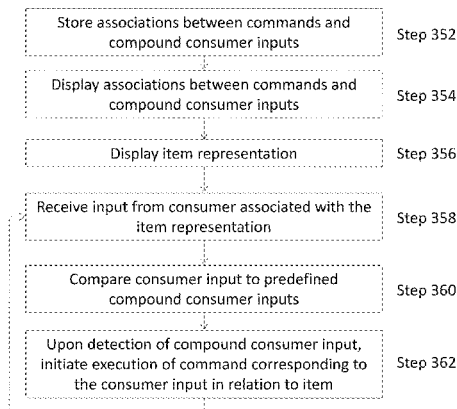 Store associations between commands and
compound consumer inputs
Step 352
Display associations between commands and
compound consumer inputs
Step 354
Display item representation
Step 356
Receive input from consumer associated with the
item representation
Step 358
Compare consumer input to predefined
compound consumer inputs
Step 360
Upon detection of compound consumer input,
initiate execution of command corresponding to
the consumer input in relation to item
Step 362